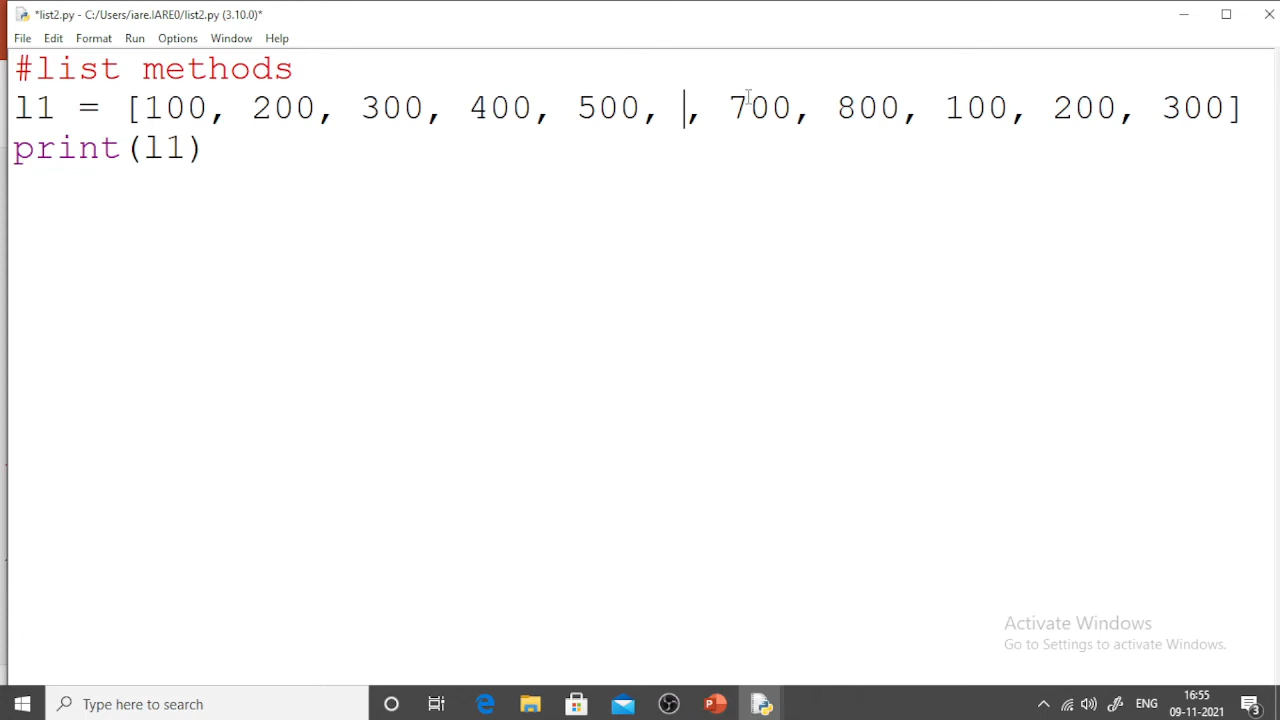 *list2.py - C:/Users/iare.IARE0/list2.py (3.10.0)*
File Edit Format Run Options Window Help
#list methods
l1 = [100, 200, 300, 400, 500, , 700, 800, 100, 200, 300]
print(l1)
Activate Windows
Go to Settings to activate Windows.
Type here to search
ENG
16:55
09-11-2021
3